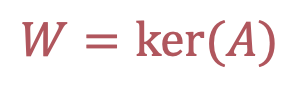 W = ker(A)